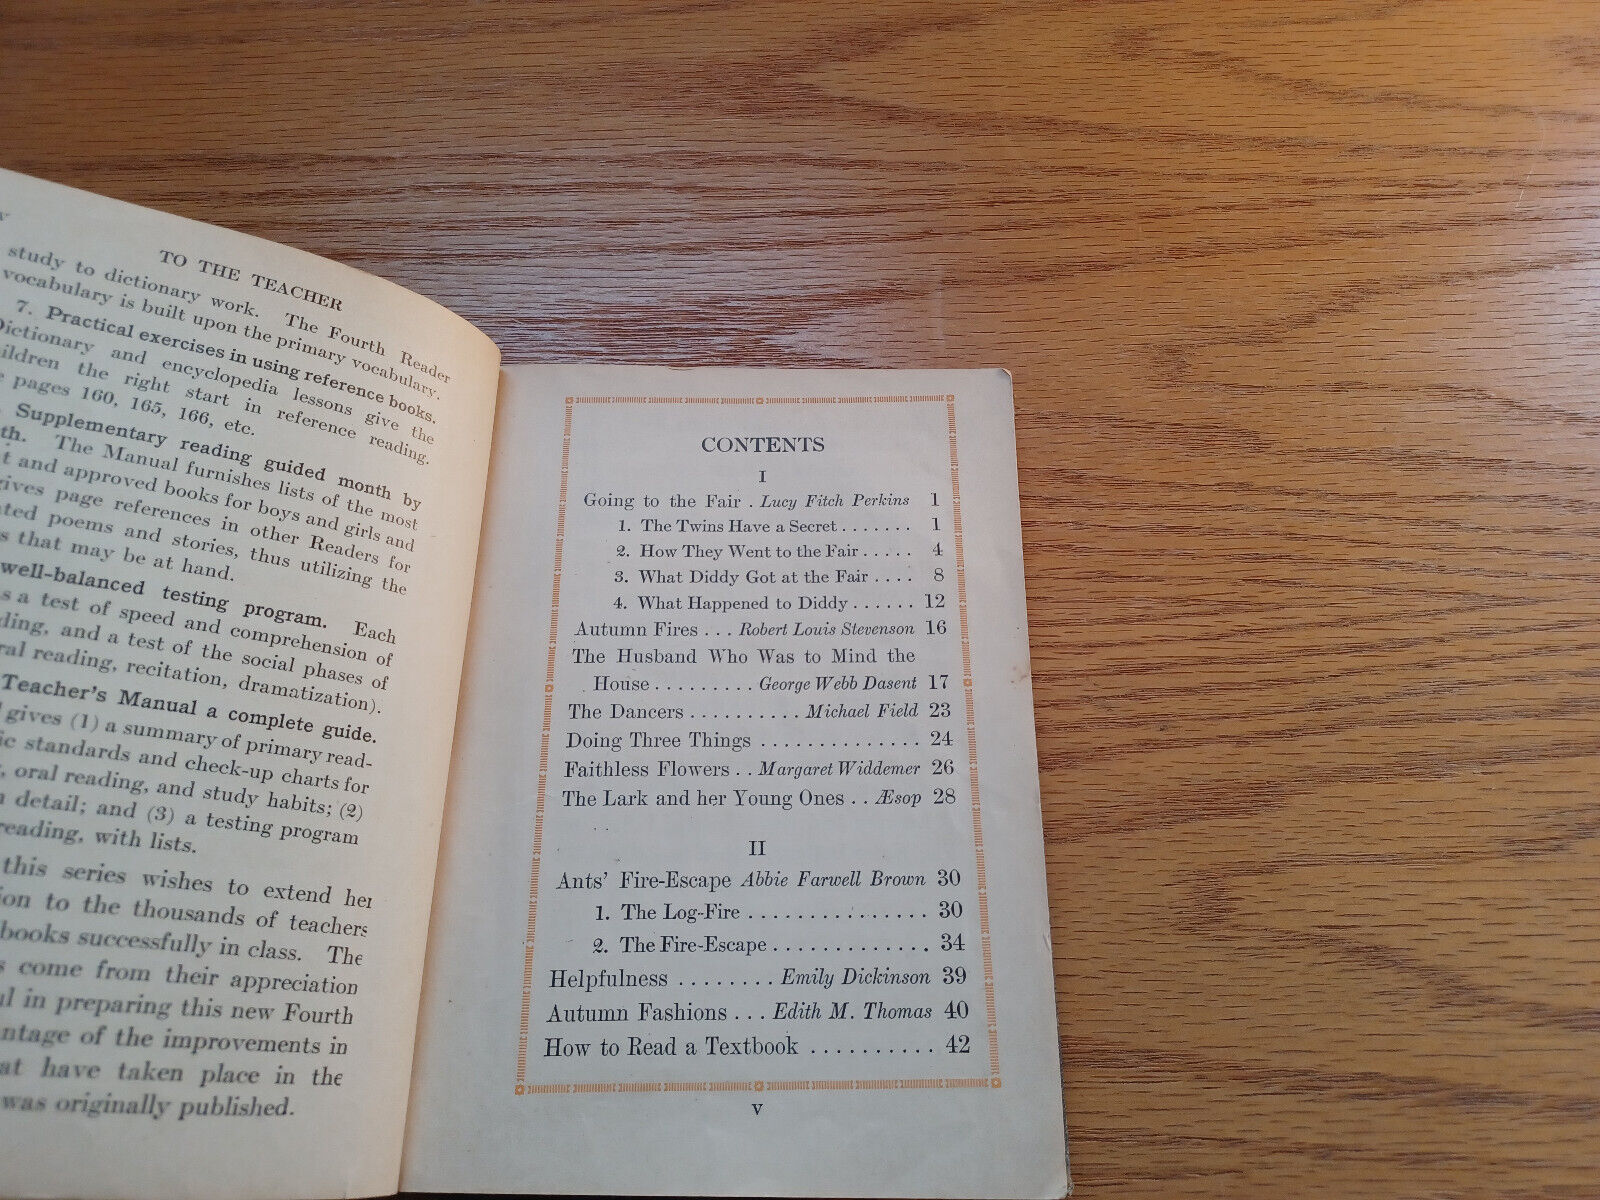 TO THE TEACHER
study to dictionary work. The Fourth Reader
vocabulary is built upon the primary vocabulary.
7. Practical exercises in using reference books.
Dictionary and encyclopedia lessons give the
children the right start in reference reading.
pages 160, 165, 166, etc.
Supplementary reading guided month by
The Manual furnishes lists of the most
and approved books for boys and girls and
gives page references in other Readers for
poems and stories, thus utilizing the
that may be at hand.
well-balanced testing program. Each
a test of speed and comprehension of
and a test of the social phases of
reading, recitation, dramatization).
Teacher's Manual a complete guide.
gives (1) a summary of primary read-
standards and check-up charts for
oral reading, and study habits; (2)
detail; and (3) a testing program
reading, with lists.
this series wishes to extend her
to the thousands of teachers
books successfully in class. The
come from their appreciation
in preparing this new Fourth
of the improvements in
have taken place in the
was originally published.
CONTENTS
I
Going to the Fair . Lucy Fitch Perkins 1
1. The Twins Have a Secret . . . . . . . 1
2. How They Went to the Fair . . . . . 4
3. What Diddy Got at the Fair . . . . 8
4. What Happened to Diddy . . . . . . 12
Autumn Fires . . . Robert Louis Stevenson 16
The Husband Who Was to Mind the
House . . . . . . . . . George Webb Dasent 17
The Dancers . . . . . . . . . . Michael Field 23
Doing Three Things . . . . . . . . . . . . . . . 24
Faithless Flowers . . Margaret Widdemer 26
The Lark and her Young Ones . . Æsop 28
II
Ants' Fire-Escape Abbie Farwell Brown 30
1. The Log-Fire . . . . . . . . . . . . . . . 30
2. The Fire-Escape . . . . . . . . . . . . . 34
Helpfulness . . . . . . . . Emily Dickinson 39
Autumn Fashions . . . Edith M. Thomas 40
How to Read a Textbook . . . . . . . . . . 42
v